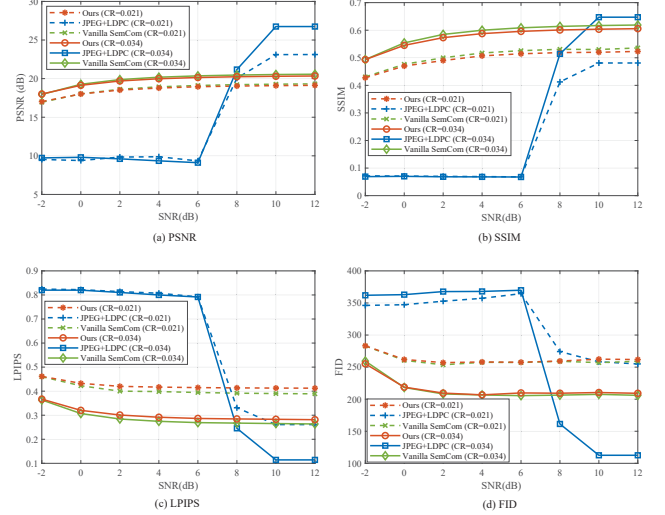 30
25
20
15
10
5
PSNR (dB)
Ours (CR=0.021)
JPEG+LDPC (CR=0.021)
Vanilla SemCom (CR=0.021)
Ours (CR=0.034)
JPEG+LDPC (CR=0.034)
Vanilla SemCom (CR=0.034)
-2 0 2 4 6 8 10 12
SNR(dB)
(a) PSNR
0.7
0.6
0.5
0.4
0.3
0.2
0.1
0
SSIM
Ours (CR=0.021)
JPEG+LDPC (CR=0.021)
Vanilla SemCom (CR=0.021)
Ours (CR=0.034)
JPEG+LDPC (CR=0.034)
Vanilla SemCom (CR=0.034)
-2 0 2 4 6 8 10 12
SNR(dB)
(b) SSIM
0.9
0.8
0.7
0.6
0.5
0.4
0.3
0.2
0.1
LPIPS
Ours (CR=0.021)
JPEG+LDPC (CR=0.021)
Vanilla SemCom (CR=0.021)
Ours (CR=0.034)
JPEG+LDPC (CR=0.034)
Vanilla SemCom (CR=0.034)
-2 0 2 4 6 8 10 12
SNR(dB)
(c) LPIPS
400
350
300
250
200
150
100
FID
Ours (CR=0.021)
JPEG+LDPC (CR=0.021)
Vanilla SemCom (CR=0.021)
Ours (CR=0.034)
JPEG+LDPC (CR=0.034)
Vanilla SemCom (CR=0.034)
-2 0 2 4 6 8 10 12
SNR(dB)
(d) FID